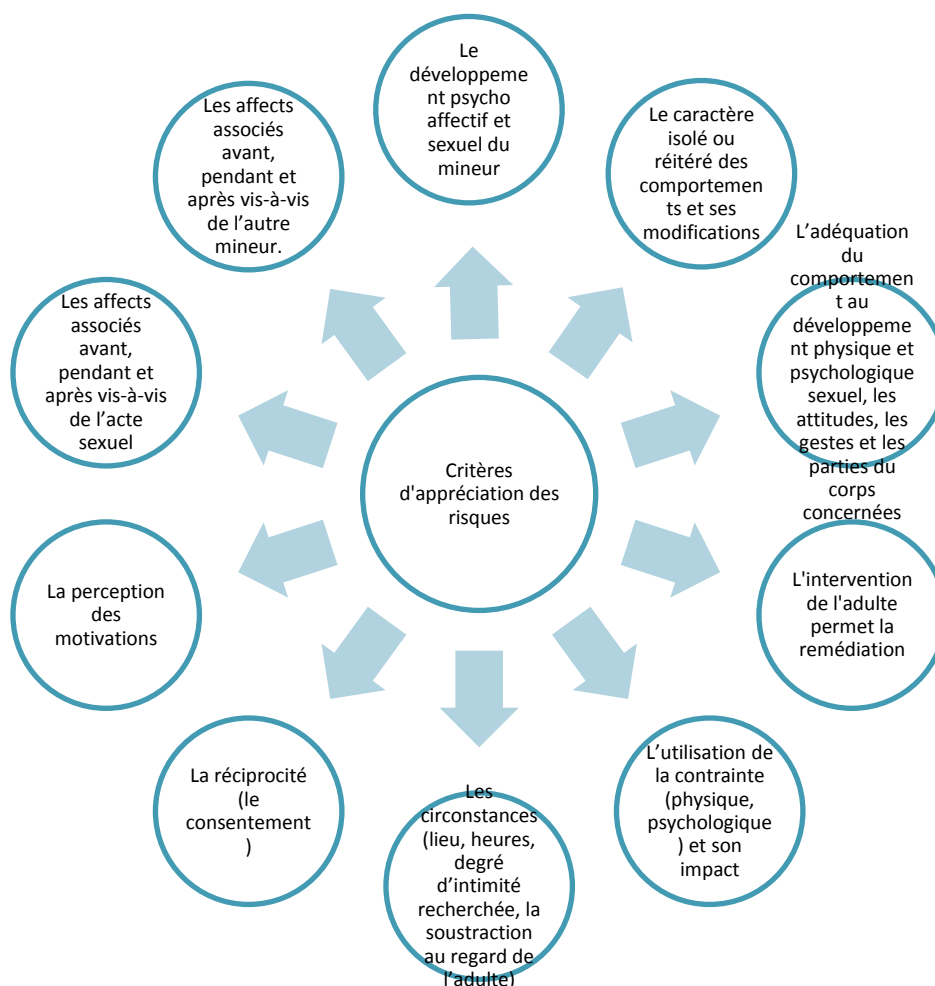 Le
développeme
nt psycho
affectif et
sexuel du
mineur
Le caractère
isolé ou
réitéré des
comportemen
ts et ses
modifications
L'adéquation
du
comportemen
t au
développeme
nt physique et
psychologique
sexuel, les
attitudes, les
gestes et les
parties du
corps
concernées
L'intervention
de l'adulte
permet la
remédiation
L'utilisation de
la contrainte
(physique,
psychologique
) et son
impact
Les
circonstances
(lieu, heures,
degré
d'intimité
recherchée, la
soustraction
au regard de
l'adulte)
La réciprocité
(le
consentement
)
La perception
des
motivations
Les affects
associés
avant,
pendant et
après vis-à-vis
de l'acte
sexuel
Les affects
associés
avant,
pendant et
après vis-à-vis
de l'autre
mineur.
Critères
d'appréciation des
risques